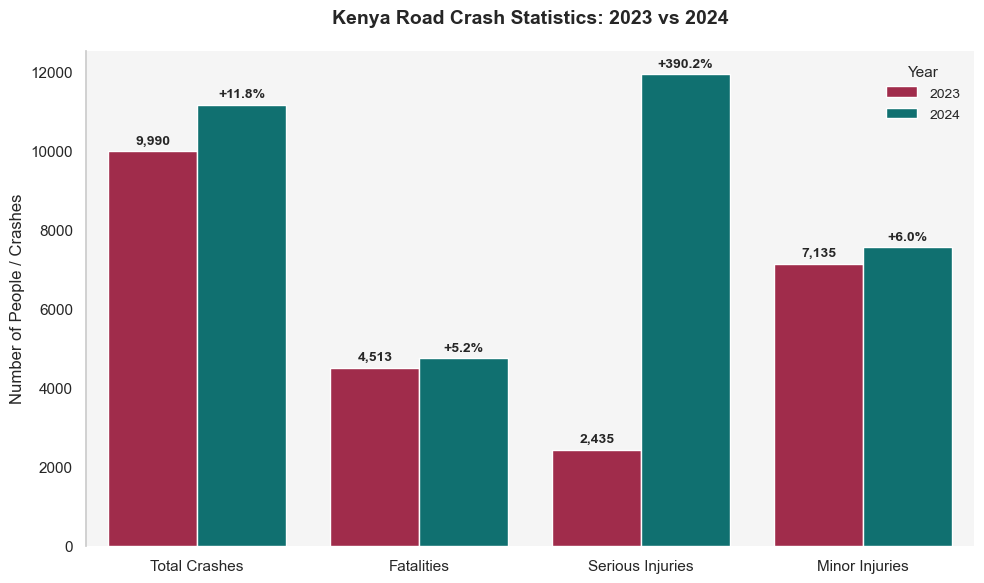 Kenya Road Crash Statistics: 2023 vs 2024
Number of People / Crashes
12000
10000
8000
6000
4000
2000
0
9,990
+11.8%
4,513
+5.2%
2,435
+390.2%
7,135
+6.0%
Year
2023
2024
Total Crashes
Fatalities
Serious Injuries
Minor Injuries